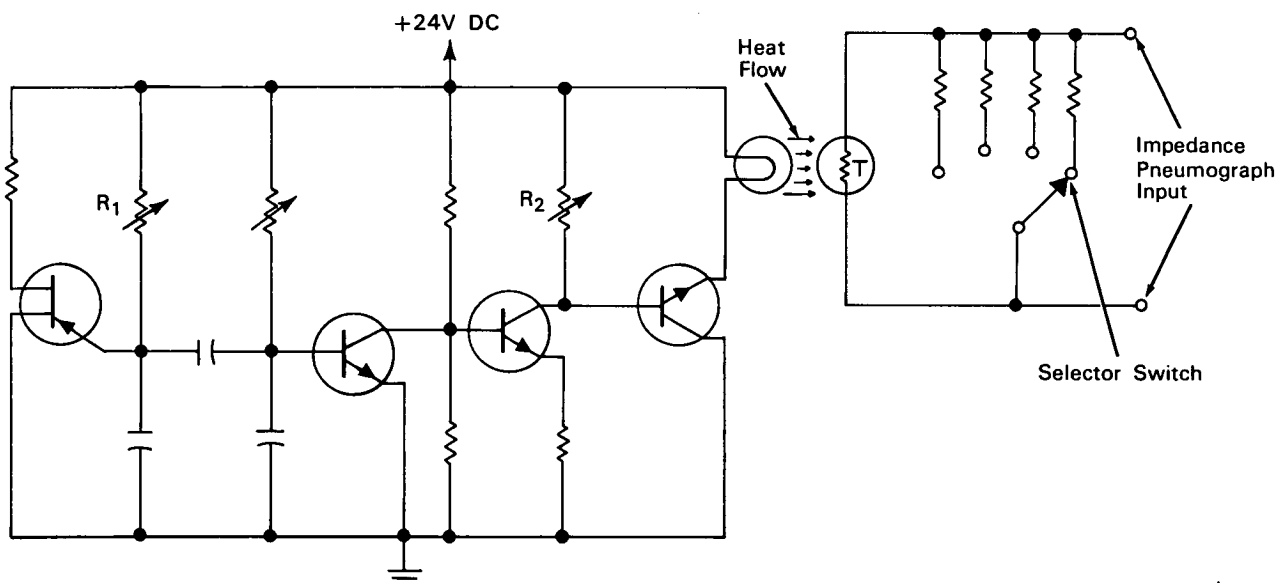 +24V DC
Heat
Flow
R1
R2
T
Impedance
Pneumograph
Input
Selector Switch